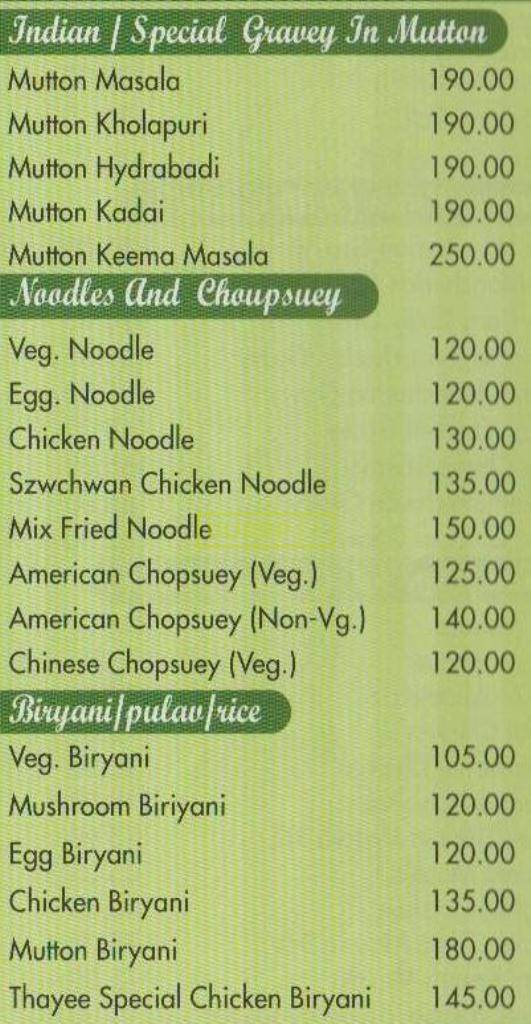 Indian / Special Gravey In Mutton
Mutton Masala 190.00
Mutton Kholapuri 190.00
Mutton Hydrabadi 190.00
Mutton Kadai 190.00
Mutton Keema Masala 250.00
Noodles And Choupsuey
Veg. Noodle 120.00
Egg. Noodle 120.00
Chicken Noodle 130.00
Szwchwan Chicken Noodle 135.00
Mix Fried Noodle 150.00
American Chopsuey (Veg.) 125.00
American Chopsuey (Non-Vg.) 140.00
Chinese Chopsuey (Veg.) 120.00
Biryani/pulav/rice
Veg. Biryani 105.00
Mushroom Biriyani 120.00
Egg Biryani 120.00
Chicken Biryani 135.00
Mutton Biryani 180.00
Thayee Special Chicken Biryani 145.00